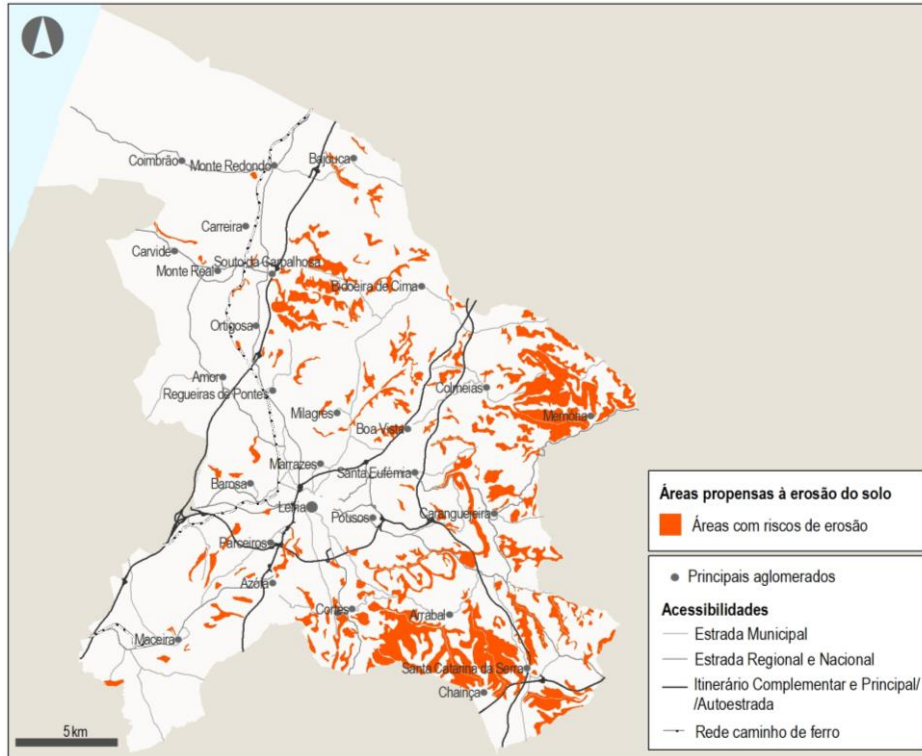 Coimbrão
Monte Redondo
Bajouca
Carreira
Carvide
Monte Real
Souto da Carpalhosa
Bidoeira de Cima
Ortigosa
Amor
Regueiras de Pontes
Colmeias
Memória
Milagres
Boa Vista
Marrazes
Santa Eufémia
Barosa
Leiria
Pousos
Caranguejeira
Parceiros
Azóia
Cortes
Arrabal
Maceira
Santa Catarina da Serra
Chainça
5 km
Áreas propensas à erosão do solo
Áreas com riscos de erosão
Principais aglomerados
Acessibilidades
Estrada Municipal
Estrada Regional e Nacional
Itinerário Complementar e Principal/
/Autoestrada
Rede caminho de ferro